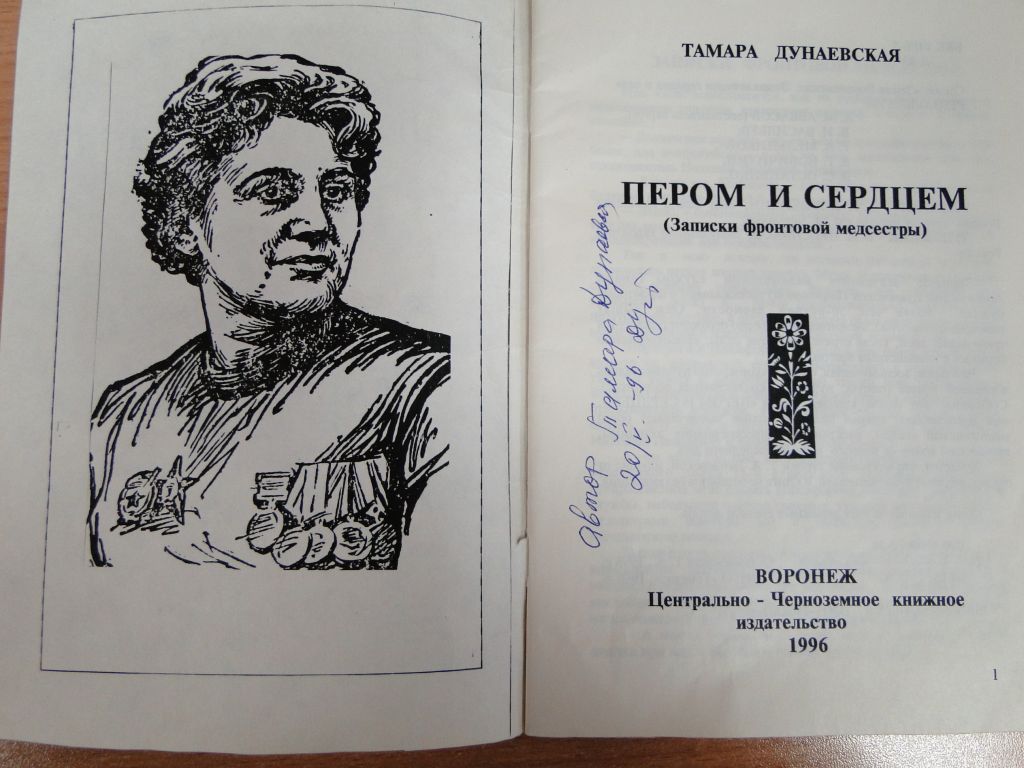 ТАМАРА ДУНАЕВСКАЯ
ПЕРОМ И СЕРДЦЕМ
(Записки фронтовой медсестры)
Автор Тамара Дунаевская
20/V -96.
ВОРОНЕЖ
Центрально - Черноземное книжное
издательство
1996
1